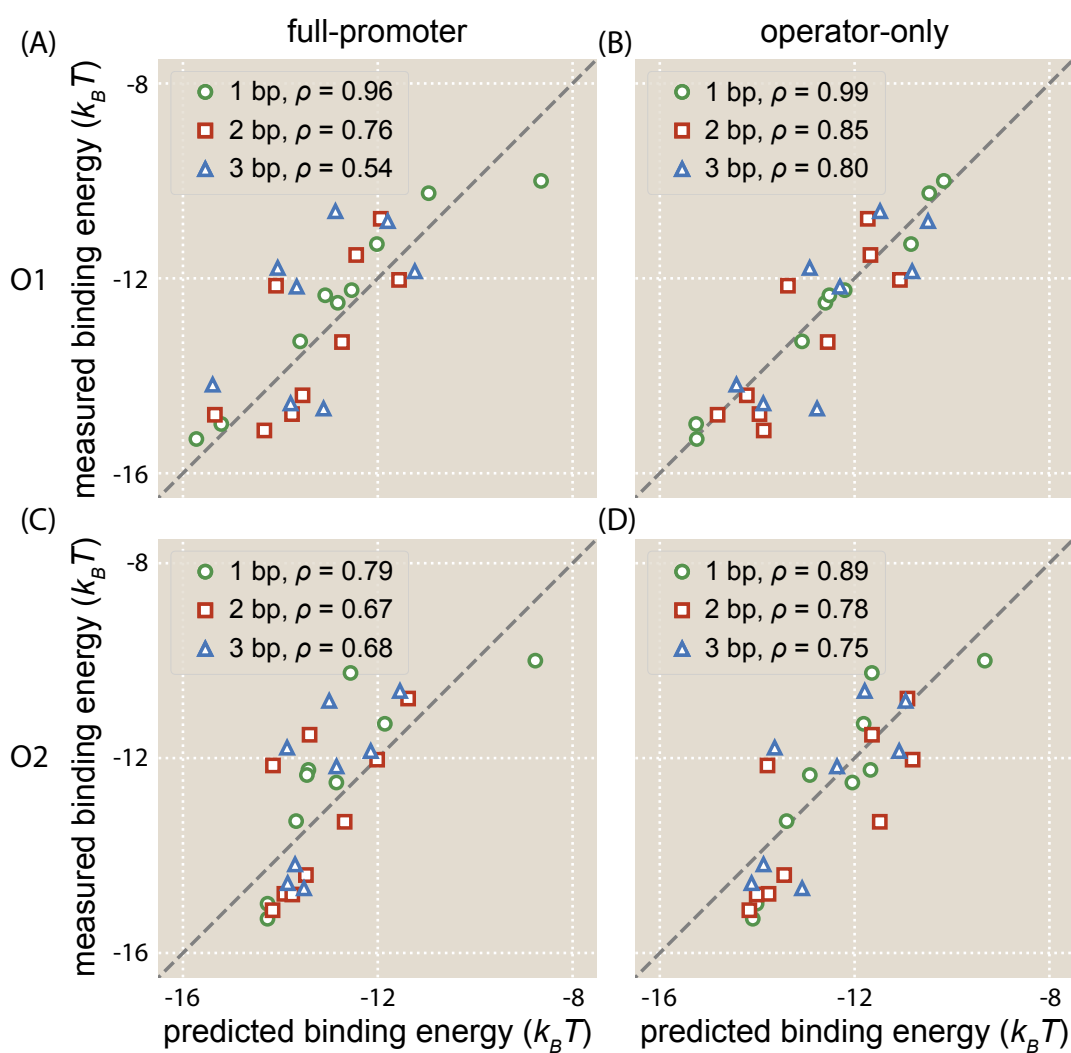 full-promoter
operator-only
(A)
(B)
O1
measured binding energy (k_B T)
-8
-12
-16
1 bp, ρ = 0.96
2 bp, ρ = 0.76
3 bp, ρ = 0.54
1 bp, ρ = 0.99
2 bp, ρ = 0.85
3 bp, ρ = 0.80
(C)
(D)
O2
measured binding energy (k_B T)
-8
-12
-16
1 bp, ρ = 0.79
2 bp, ρ = 0.67
3 bp, ρ = 0.68
1 bp, ρ = 0.89
2 bp, ρ = 0.78
3 bp, ρ = 0.75
-16 -12 -8
-16 -12 -8
predicted binding energy (k_B T)
predicted binding energy (k_B T)